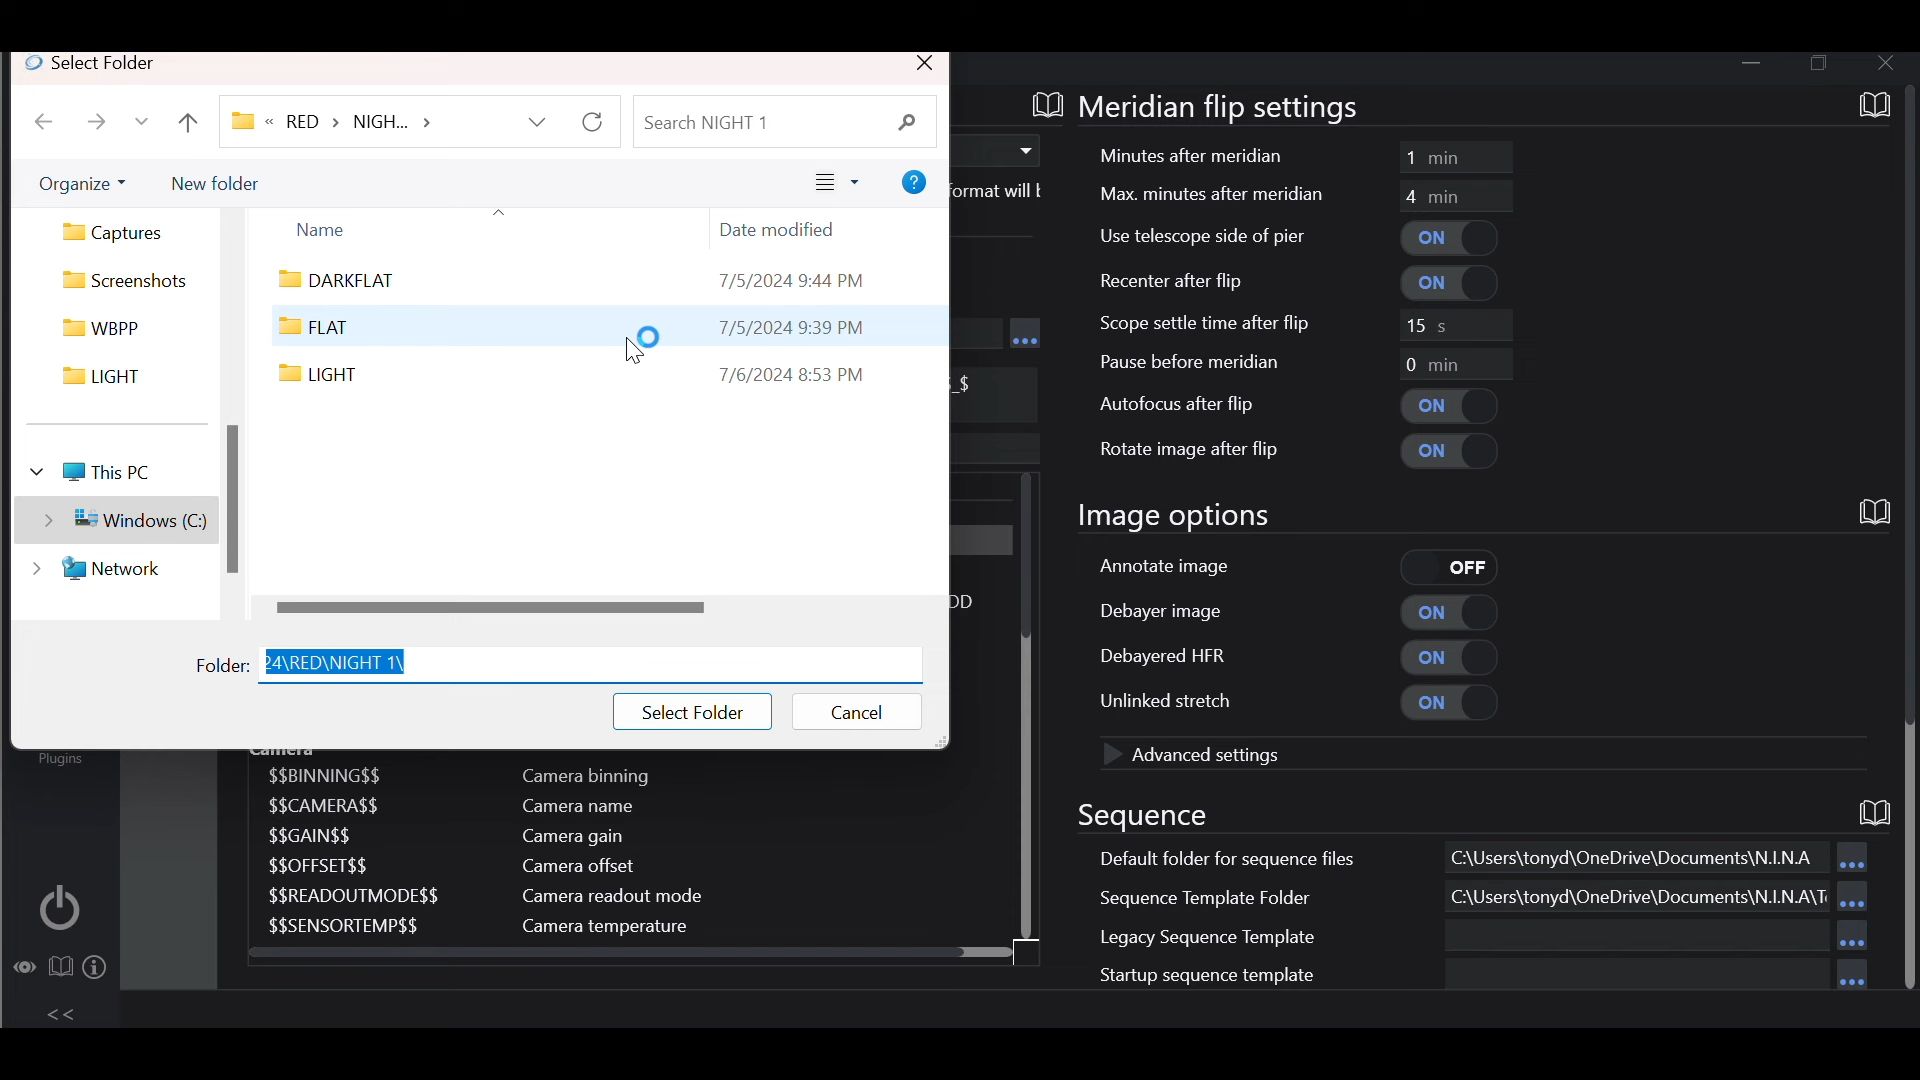 Select Folder
« RED › NIGH... ›
Search NIGHT 1
Organize
New folder
Captures
Screenshots
WBPP
LIGHT
This PC
Windows (C:)
Network
Name
Date modified
DARKFLAT 7/5/2024 9:44 PM
FLAT 7/5/2024 9:39 PM
LIGHT 7/6/2024 8:53 PM
Folder: 24\RED\NIGHT 1\
Select Folder
Cancel
format will
_$
DD
Plugins
Camera
$$BINNING$$ Camera binning
$$CAMERA$$ Camera name
$$GAIN$$ Camera gain
$$OFFSET$$ Camera offset
$$READOUTMODE$$ Camera readout mode
$$SENSORTEMP$$ Camera temperature
<<
Meridian flip settings
Minutes after meridian 1 min
Max. minutes after meridian 4 min
Use telescope side of pier ON
Recenter after flip ON
Scope settle time after flip 15 s
Pause before meridian 0 min
Autofocus after flip ON
Rotate image after flip ON
Image options
Annotate image OFF
Debayer image ON
Debayered HFR ON
Unlinked stretch ON
Advanced settings
Sequence
Default folder for sequence files C:\Users\tonyd\OneDrive\Documents\N.I.N.A ...
Sequence Template Folder C:\Users\tonyd\OneDrive\Documents\N.I.N.A\Te ...
Legacy Sequence Template ...
Startup sequence template ...